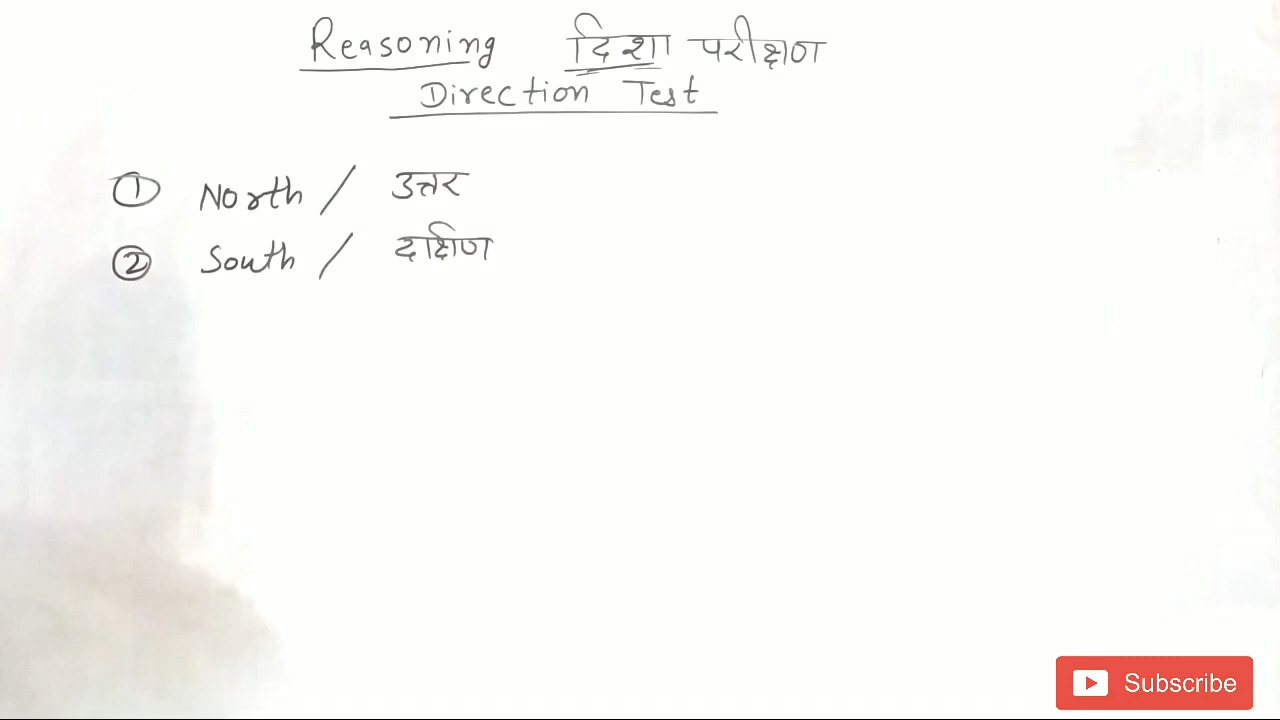 Reasoning दिशा परीक्षण
Direction Test
① North / उत्तर
② South / दक्षिण
Subscribe